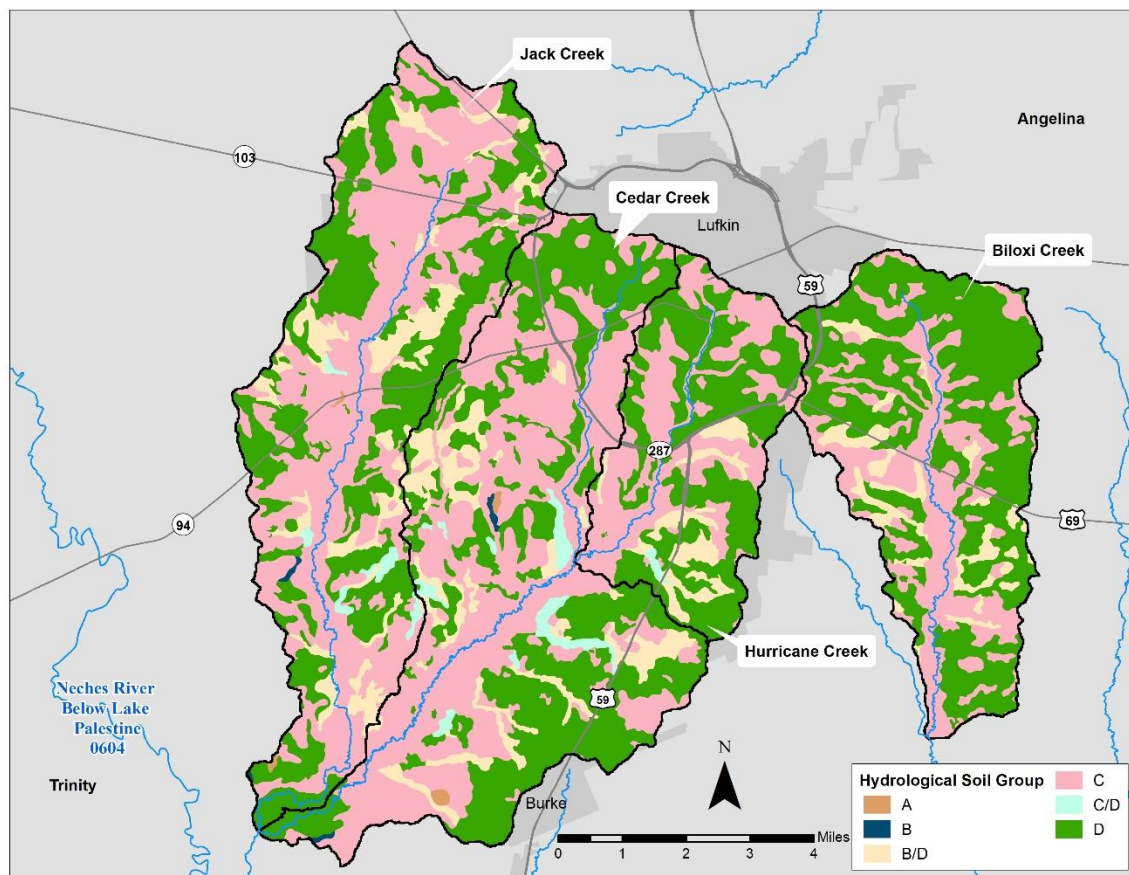 Jack Creek
Angelina
103
Cedar Creek
Lufkin
Biloxi Creek
59
287
94
69
Hurricane Creek
Neches River
Below Lake
Palestine
0604
59
Trinity
N
Burke
Miles
0 1 2 3 4
Hydrological Soil Group
A
B
B/D
C
C/D
D